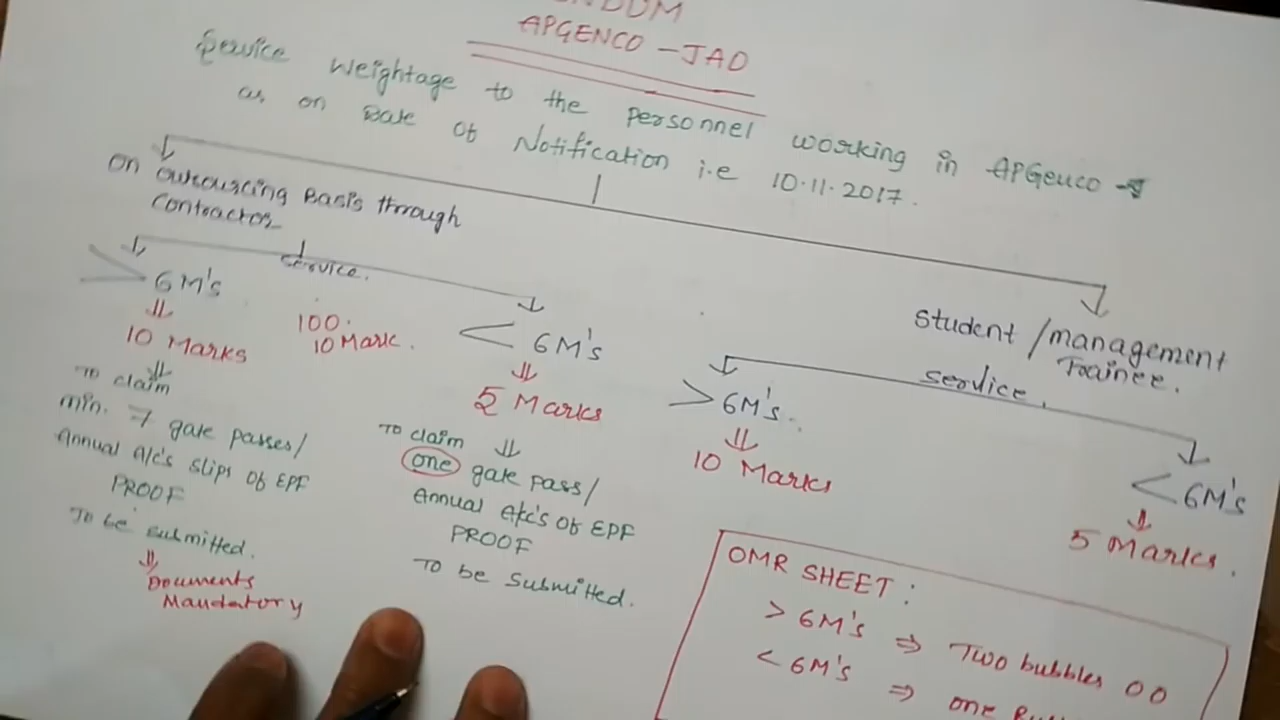 APGENCO - JAO
Service Weightage to the Personnel working in APGenco
as on Date of Notification i.e 10.11.2017.
On outsourcing Basis through
Contractor
service.
> 6M's
⇓
10 Marks
⇓
To claim
min. 7 gate passes/
Annual A/c's slips of EPF
PROOF
To be submitted.
⇓
Documents
Mandatory
100.
10 Mark.
< 6M's
⇓
5 Marks
To claim ⇓
one gate pass/
Annual A/c's of EPF
PROOF
To be submitted.
Student/management
Trainee.
service.
> 6M's.
⇓
10 Marks
< 6M's
⇓
5 Marks.
OMR SHEET :
> 6M's ⇒ Two bubbles OO
< 6M's ⇒ one